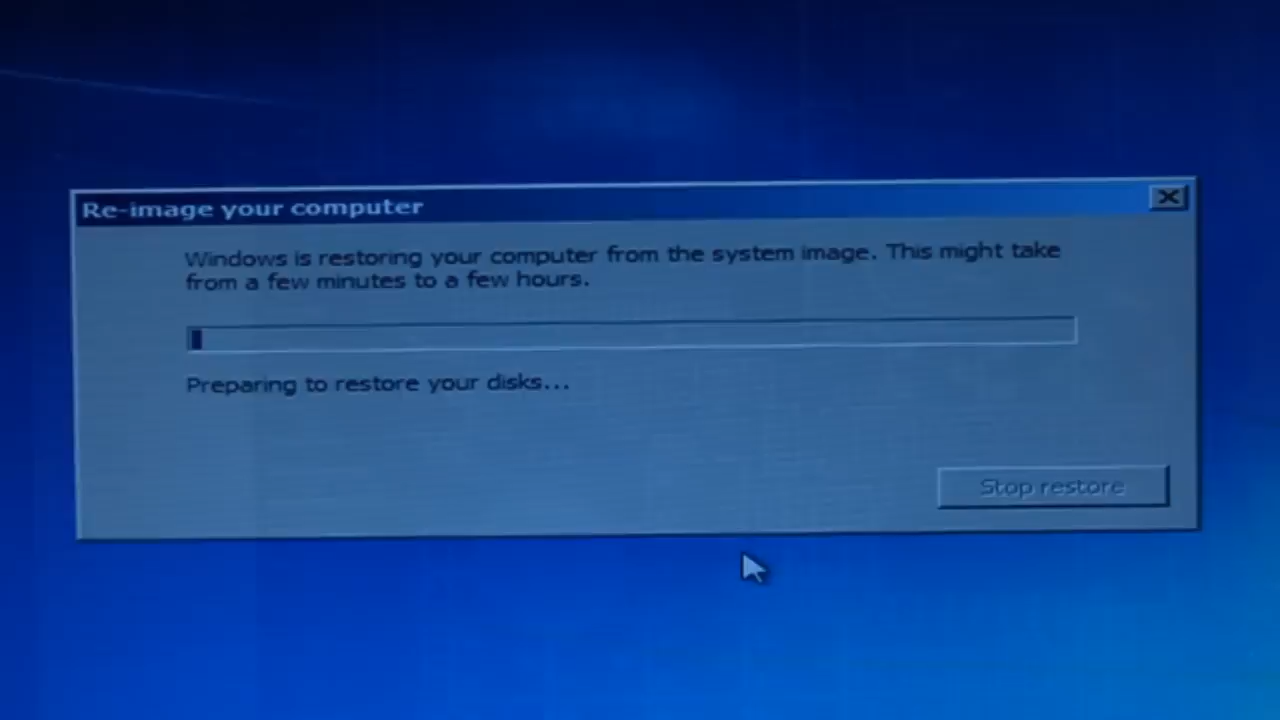 Re-image your computer
Windows is restoring your computer from the system image. This might take
from a few minutes to a few hours.
Preparing to restore your disks...
Stop restore